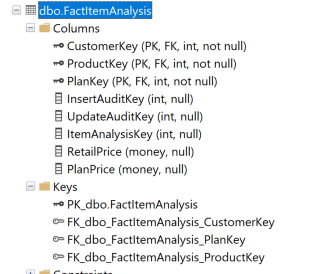 dbo.FactItemAnalysis
Columns
CustomerKey (PK, FK, int, not null)
ProductKey (PK, FK, int, not null)
PlanKey (PK, FK, int, not null)
InsertAuditKey (int, null)
UpdateAuditKey (int, null)
ItemAnalysisKey (int, null)
RetailPrice (money, null)
PlanPrice (money, null)
Keys
PK_dbo.FactItemAnalysis
FK_dbo_FactItemAnalysis_CustomerKey
FK_dbo_FactItemAnalysis_PlanKey
FK_dbo_FactItemAnalysis_ProductKey
Constraints